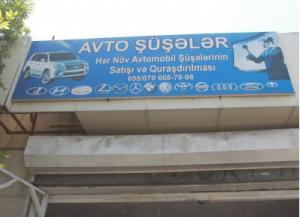 AVTO ŞÜŞƏLƏR
Hər Növ Avtomobil Şüşələrinin
Satışı və Quraşdırılması
055/070 668-78-98